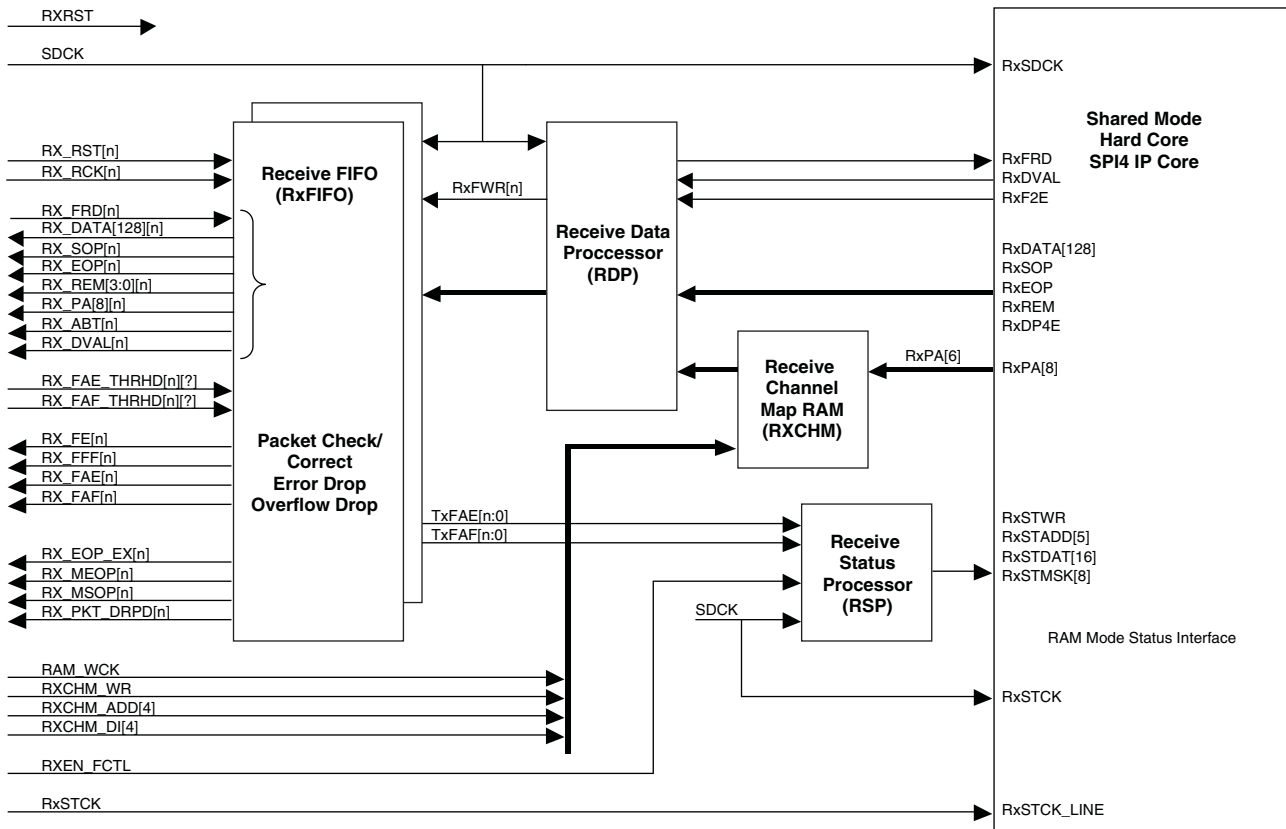 RXRST
SDCK
RxSDCK
Shared Mode
Hard Core
SPI4 IP Core
RX_RST[n]
RX_RCK[n]
Receive FIFO
(RxFIFO)
RxFWR[n]
Receive Data
Proccessor
(RDP)
RxFRD
RxDVAL
RxF2E
RX_FRD[n]
RX_DATA[128][n]
RX_SOP[n]
RX_EOP[n]
RX_REM[3:0][n]
RX_PA[8][n]
RX_ABT[n]
RX_DVAL[n]
RxDATA[128]
RxSOP
RxEOP
RxREM
RxDP4E
RxPA[6]
RxPA[8]
Receive
Channel
Map RAM
(RXCHM)
RX_FAE_THRHD[n][?]
RX_FAF_THRHD[n][?]
RX_FE[n]
RX_FFF[n]
RX_FAE[n]
RX_FAF[n]
Packet Check/
Correct
Error Drop
Overflow Drop
TxFAE[n:0]
TxFAF[n:0]
Receive
Status
Processor
(RSP)
RxSTWR
RxSTADD[5]
RxSTDAT[16]
RxSTMSK[8]
RX_EOP_EX[n]
RX_MEOP[n]
RX_MSOP[n]
RX_PKT_DRPD[n]
SDCK
RAM Mode Status Interface
RAM_WCK
RXCHM_WR
RXCHM_ADD[4]
RXCHM_DI[4]
RxSTCK
RXEN_FCTL
RxSTCK
RxSTCK_LINE